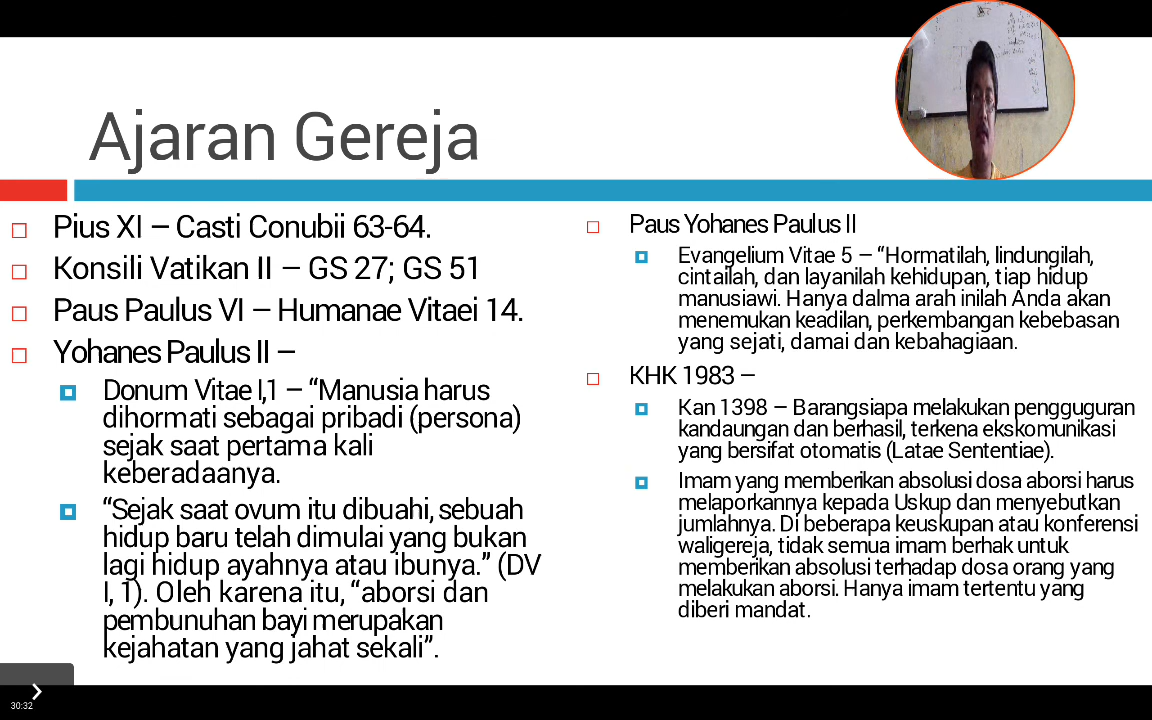 Ajaran Gereja
Pius XI – Casti Conubii 63-64.
Konsili Vatikan II – GS 27; GS 51
Paus Paulus VI – Humanae Vitaei 14.
Yohanes Paulus II –
Donum Vitae I,1 – “Manusia harus
dihormati sebagai pribadi (persona)
sejak saat pertama kali
keberadaanya.
“Sejak saat ovum itu dibuahi, sebuah
hidup baru telah dimulai yang bukan
lagi hidup ayahnya atau ibunya.” (DV
I, 1). Oleh karena itu, “aborsi dan
pembunuhan bayi merupakan
kejahatan yang jahat sekali”.
Paus Yohanes Paulus II
Evangelium Vitae 5 – “Hormatilah, lindungilah,
cintailah, dan layanilah kehidupan, tiap hidup
manusiawi. Hanya dalma arah inilah Anda akan
menemukan keadilan, perkembangan kebebasan
yang sejati, damai dan kebahagiaan.
KHK 1983 –
Kan 1398 – Barangsiapa melakukan pengguguran
kandaungan dan berhasil, terkena ekskomunikasi
yang bersifat otomatis (Latae Sententiae).
Imam yang memberikan absolusi dosa aborsi harus
melaporkannya kepada Uskup dan menyebutkan
jumlahnya. Di beberapa keuskupan atau konferensi
waligereja, tidak semua imam berhak untuk
memberikan absolusi terhadap dosa orang yang
melakukan aborsi. Hanya imam tertentu yang
diberi mandat.
30:32